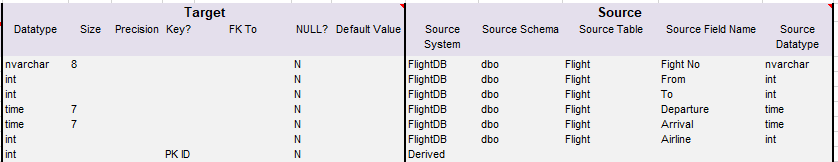 Target Source
Datatype Size Precision Key? FK To NULL? Default Value Source System Source Schema Source Table Source Field Name Source Datatype
nvarchar 8 N FlightDB dbo Flight Fight No nvarchar
int N FlightDB dbo Flight From int
int N FlightDB dbo Flight To int
time 7 N FlightDB dbo Flight Departure time
time 7 N FlightDB dbo Flight Arrival time
int N FlightDB dbo Flight Airline int
int PK ID N Derived